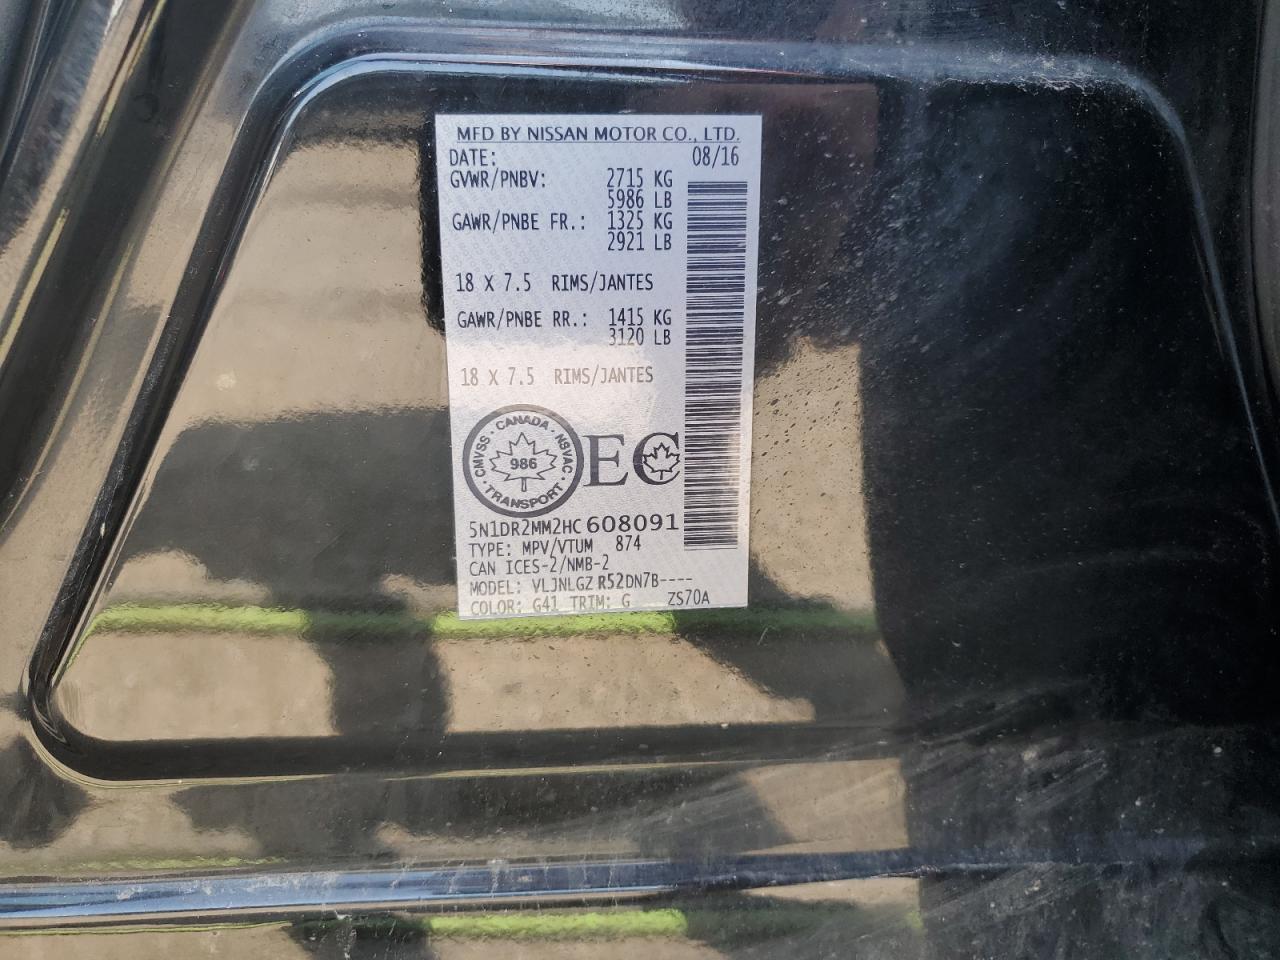 MFD BY NISSAN MOTOR CO., LTD.
DATE: 08/16
GVWR/PNBV: 2715 KG
5986 LB
GAWR/PNBE FR.: 1325 KG
2921 LB
18 X 7.5 RIMS/JANTES
GAWR/PNBE RR.: 1415 KG
3120 LB
18 X 7.5 RIMS/JANTES
CMVSS · CANADA · NSVAC · TRANSPORT ·
986
EC
5N1DR2MM2HC608091
TYPE: MPV/VTUM 874
CAN ICES-2/NMB-2
MODEL: VLJNLGZ R52DN7B----
COLOR: G41 TRIM: G ZS70A